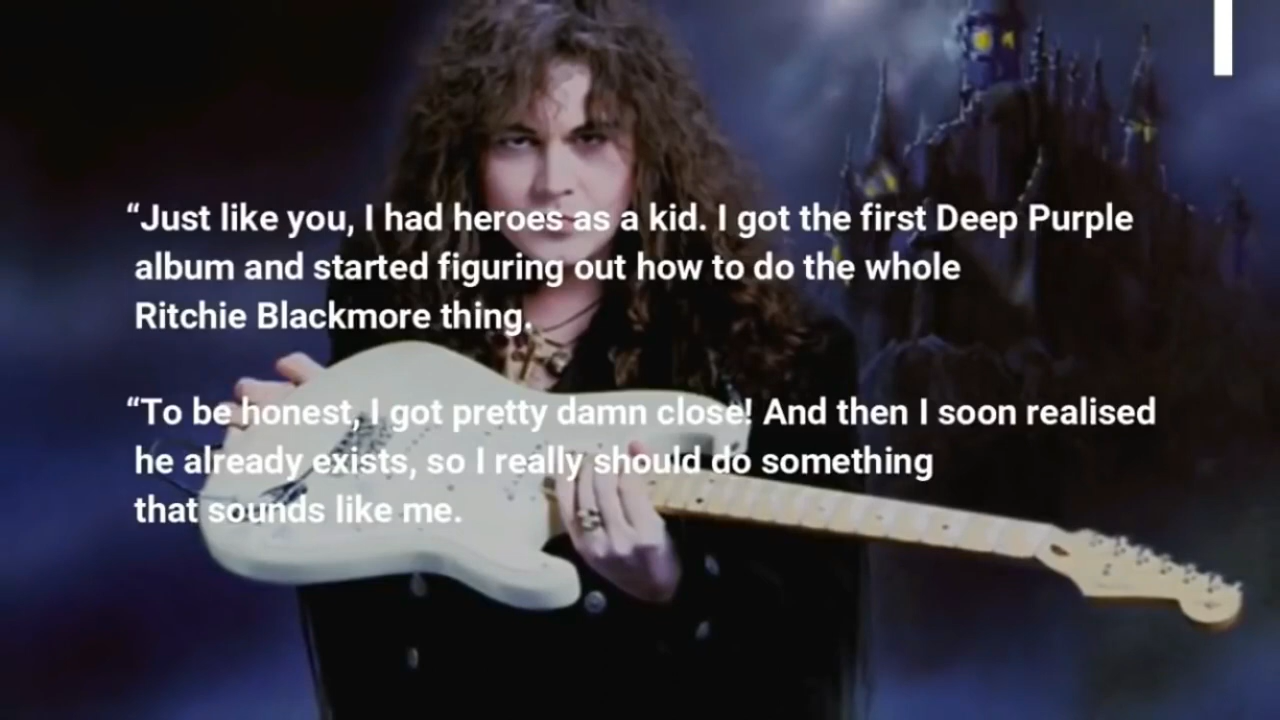 “Just like you, I had heroes as a kid. I got the first Deep Purple
album and started figuring out how to do the whole
Ritchie Blackmore thing.
“To be honest, I got pretty damn close! And then I soon realised
he already exists, so I really should do something
that sounds like me.